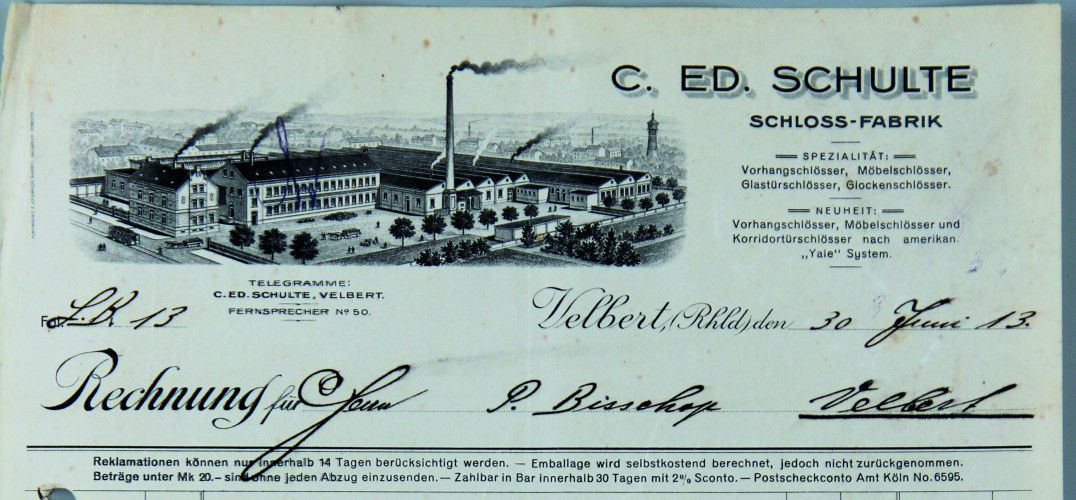 C. ED. SCHULTE
SCHLOSS-FABRIK
SPEZIALITÄT:
Vorhangschlösser, Möbelschlösser,
Glastürschlösser, Glockenschlösser.
NEUHEIT:
Vorhangschlösser, Möbelschlösser und
Korridortürschlösser nach amerikan.
„Yale" System.
TELEGRAMME:
C. ED. SCHULTE, VELBERT.
FERNSPRECHER No 50.
13
Velbert, (Rhld) den 30 Juni 13.
Rechnung für Herrn P. Bisschop Velbert
Reklamationen können nur innerhalb 14 Tagen berücksichtigt werden. — Emballage wird selbstkostend berechnet, jedoch nicht zurückgenommen.
Beträge unter Mk 20.- sind ohne jeden Abzug einzusenden. — Zahlbar in Bar innerhalb 30 Tagen mit 2% Sconto. — Postscheckconto Amt Köln No. 6595.